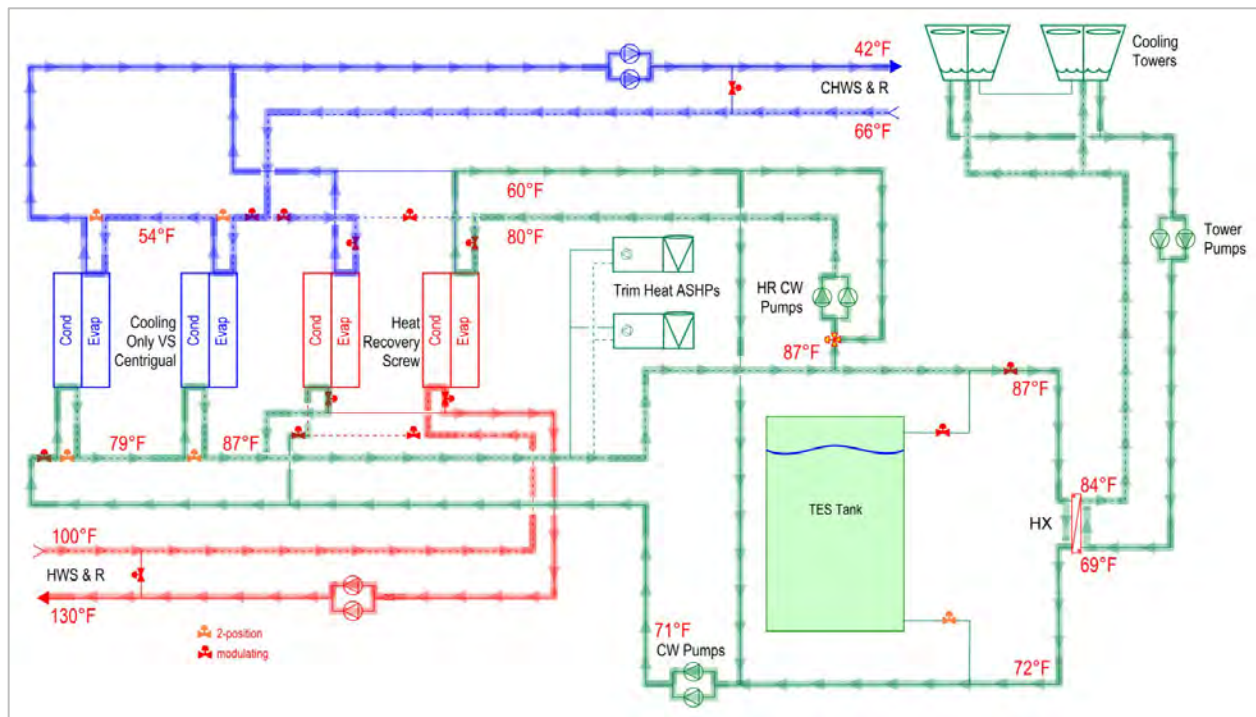 42°F
CHWS & R
66°F
Cooling
Towers
60°F
54°F
80°F
Tower
Pumps
Trim Heat ASHPs
HR CW
Pumps
Cond
Evap
Cooling
Only VS
Centrigual
Cond
Evap
Cond
Evap
Heat
Recovery
Screw
Cond
Evap
87°F
87°F
79°F
87°F
TES Tank
84°F
HX
69°F
100°F
HWS & R
130°F
2-position
modulating
71°F
CW Pumps
72°F